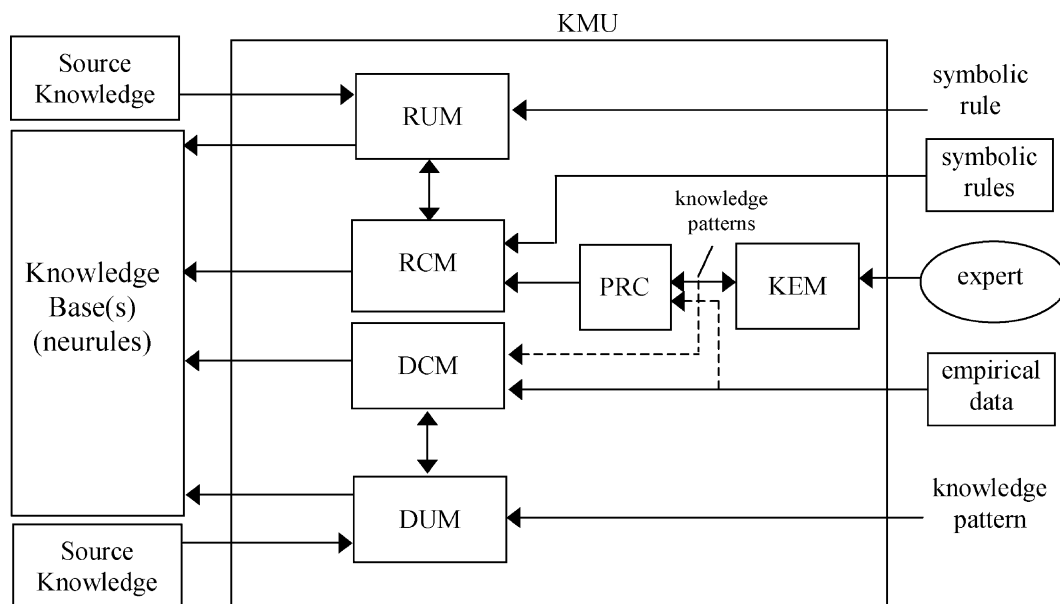 KMU
Source
Knowledge
RUM
symbolic
rule
symbolic
rules
knowledge
patterns
Knowledge
Base(s)
(neurules)
RCM
PRC
KEM
expert
DCM
empirical
data
DUM
knowledge
pattern
Source
Knowledge